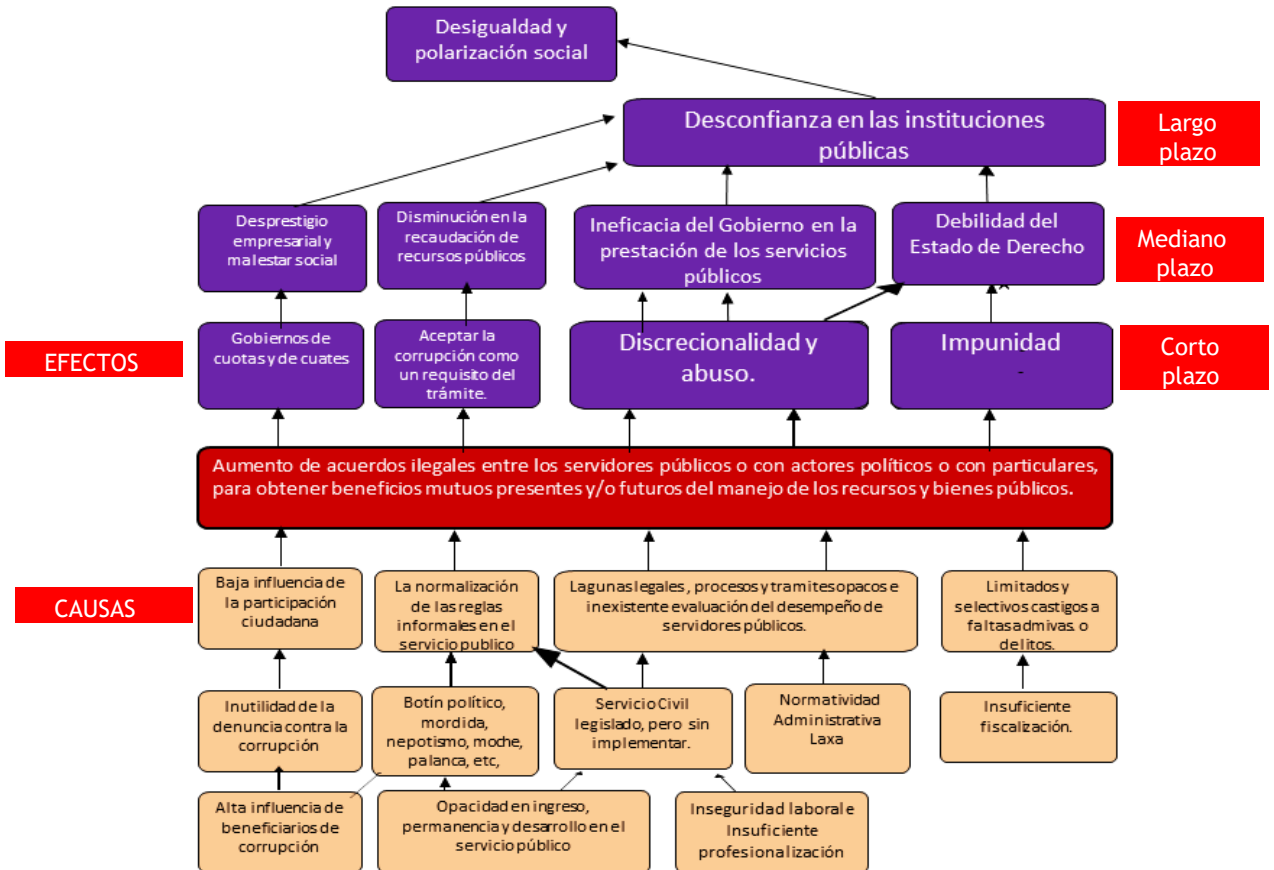 Desigualdad y
polarización social
Desconfianza en las instituciones
públicas
Largo
plazo
Desprestigio
empresarial y
malestar social
Disminución en la
recaudación de
recursos públicos
Ineficacia del Gobierno en la
prestación de los servicios
públicos
Debilidad del
Estado de Derecho
Mediano
plazo
EFECTOS
Gobiernos de
cuotas y de cuates
Aceptar la
corrupción como
un requisito del
trámite.
Discrecionalidad y
abuso.
Impunidad
-
-
Corto
plazo
Aumento de acuerdos ilegales entre los servidores públicos o con actores políticos o con particulares,
para obtener beneficios mutuos presentes y/o futuros del manejo de los recursos y bienes públicos.
CAUSAS
Baja influencia de
la participación
ciudadana
La normalización
de las reglas
informales en el
servicio publico
Lagunas legales, procesos y tramites opacos e
inexistente evaluación del desempeño de
servidores públicos.
Limitados y
selectivos castigos a
faltas admivas. o
delitos.
Inutilidad de la
denuncia contra la
corrupción
Botín político,
mordida,
nepotismo, moche,
palanca, etc,
Servicio Civil
legislado, pero sin
implementar.
Normatividad
Administrativa
Laxa
Insuficiente
fiscalización.
Alta influencia de
beneficiarios de
corrupción
Opacidad en ingreso,
permanencia y desarrollo en el
servicio público
Inseguridad laboral e
Insuficiente
profesionalización